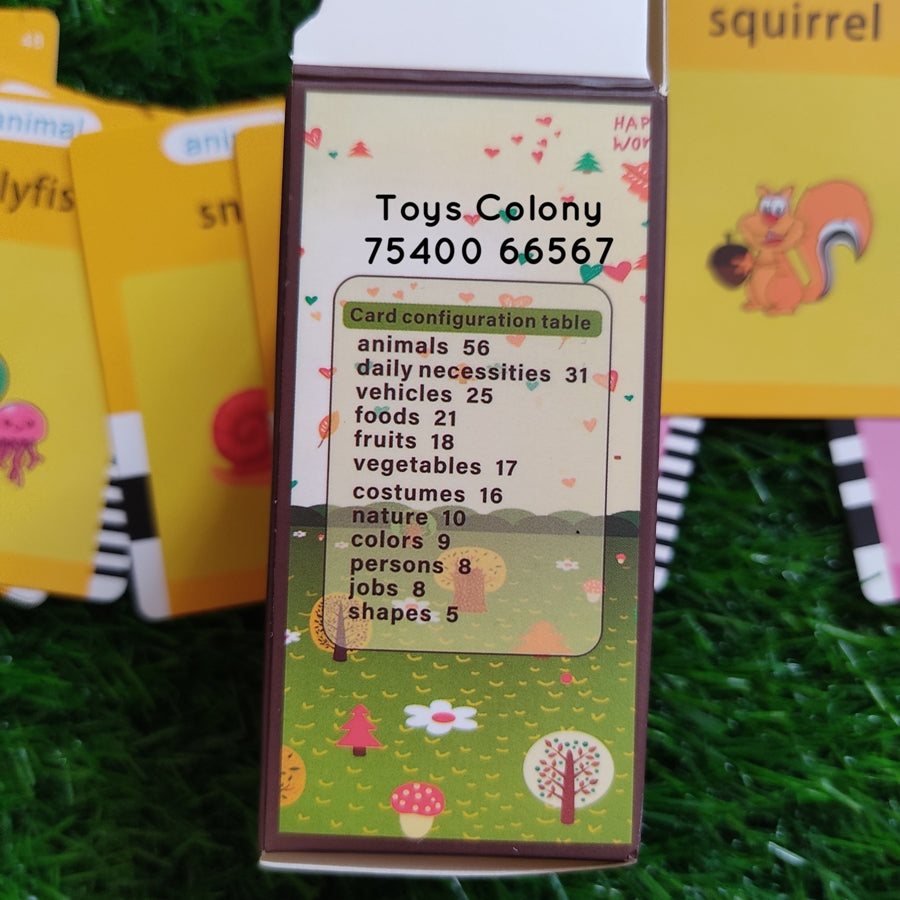 squirrel
animal
Toys Colony
75400 66567
Card configuration table
animals 56
daily necessities 31
vehicles 25
foods 21
fruits 18
vegetables 17
costumes 16
nature 10
colors 9
persons 8
jobs 8
shapes 5